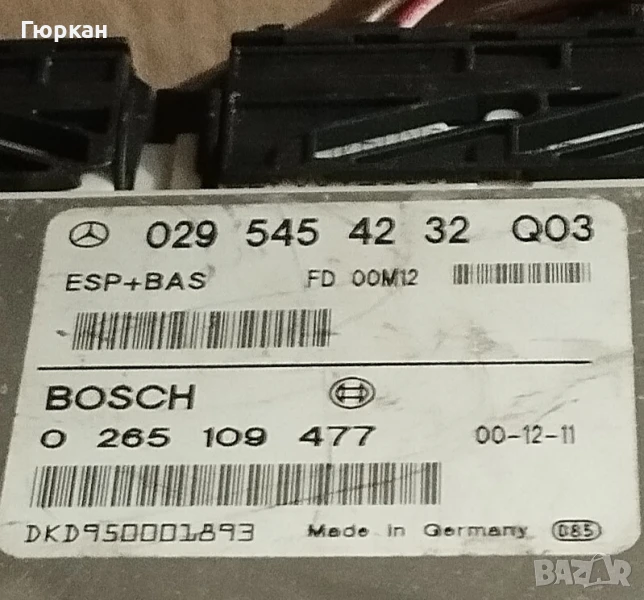 Гюркан
029 545 42 32 Q03
ESP+BAS FD 00M12
BOSCH
0 265 109 477 00-12-11
DKD950001893 Made in Germany 085
BAZAR